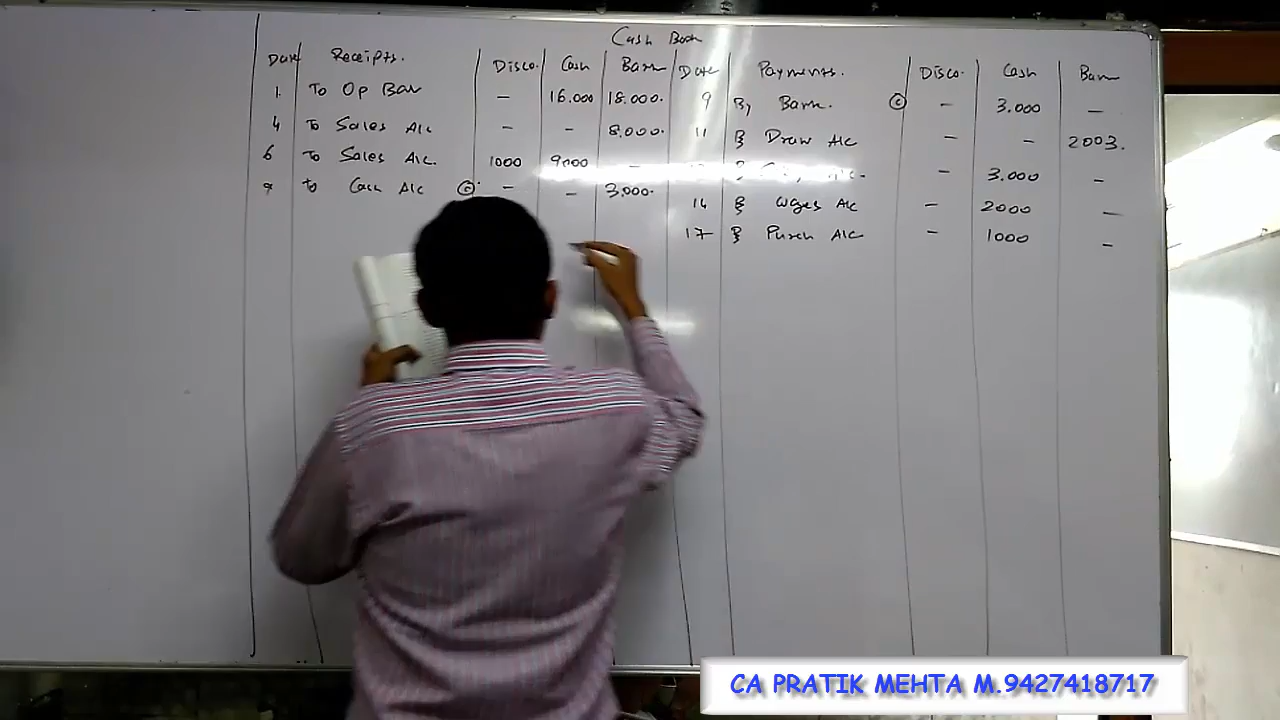 Cash Book
Date Receipts. Disco. Cash Bank Date Payments. Disco. Cash Bank
1 To Op Bal - 16.000 18.000. 9 By Bank. C - 3.000 -
4 To Sales A/c - - 8.000. 11 By Draw A/c - - 2003.
6 To Sales A/c. 1000 9000 - By A/c. - 3.000 -
9 To Cash A/c C - - 3.000. 14 By Wages A/c - 2000 -
17 By Purch A/c - 1000 -
CA PRATIK MEHTA M.9427418717